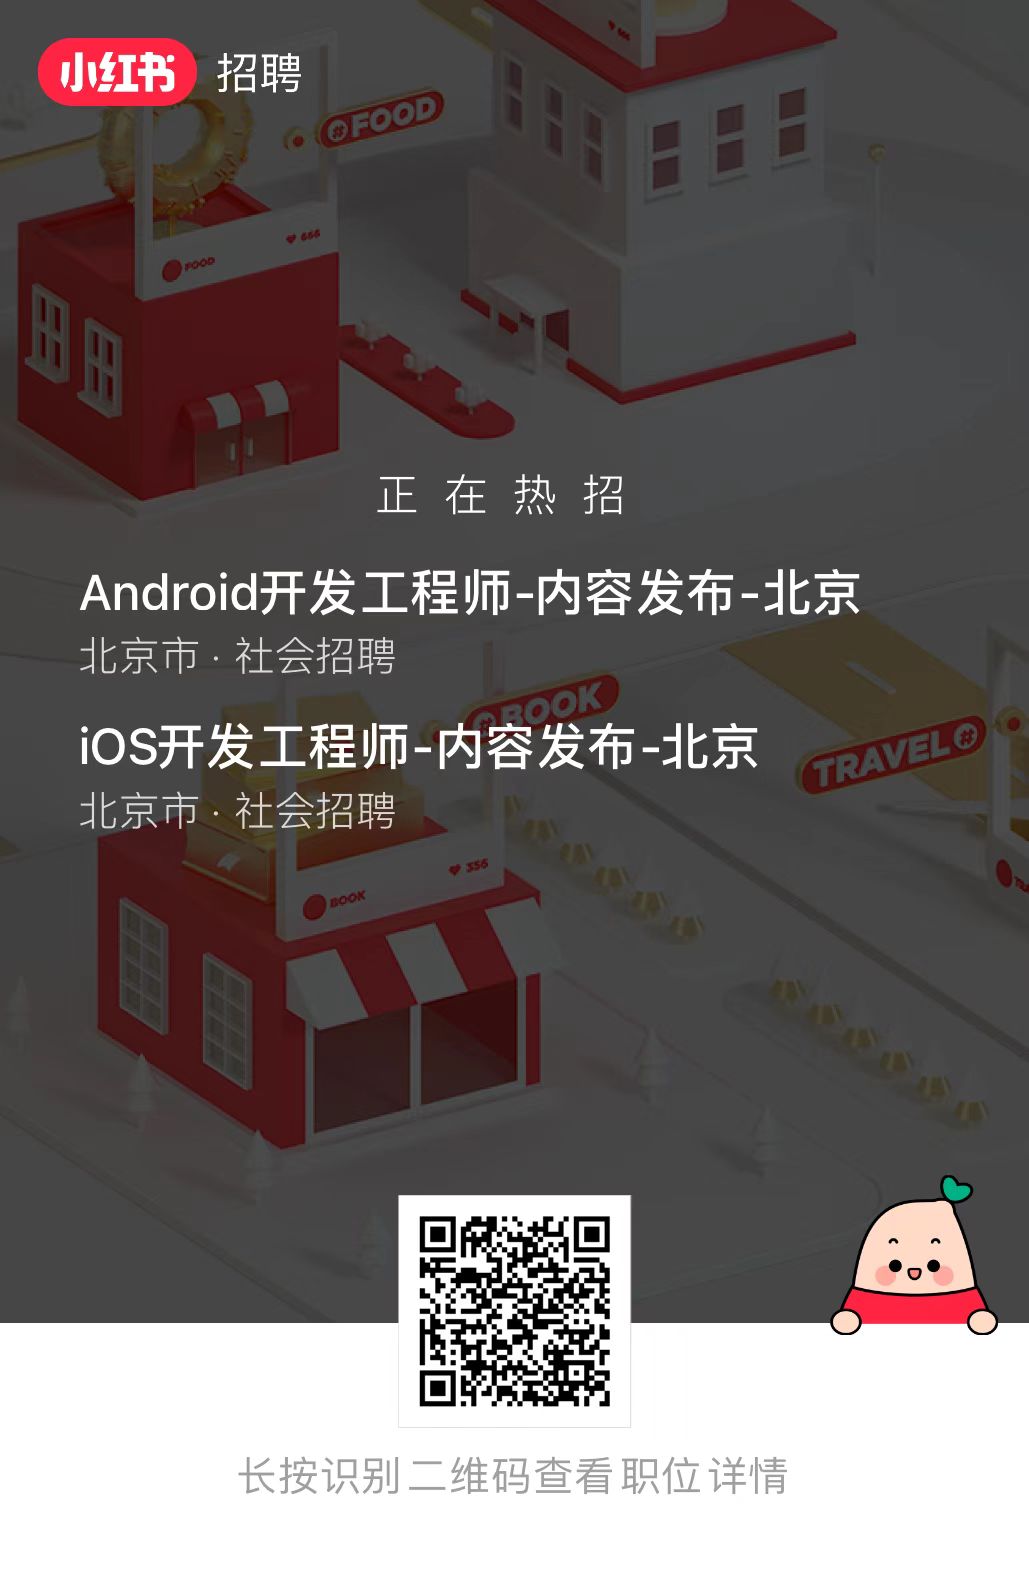 小红书 招聘
666
#FOOD
666
FOOD
正在热招
Android开发工程师-内容发布-北京
北京市 · 社会招聘
#BOOK
iOS开发工程师-内容发布-北京
TRAVEL#
北京市 · 社会招聘
356
BOOK
长按识别二维码查看职位详情